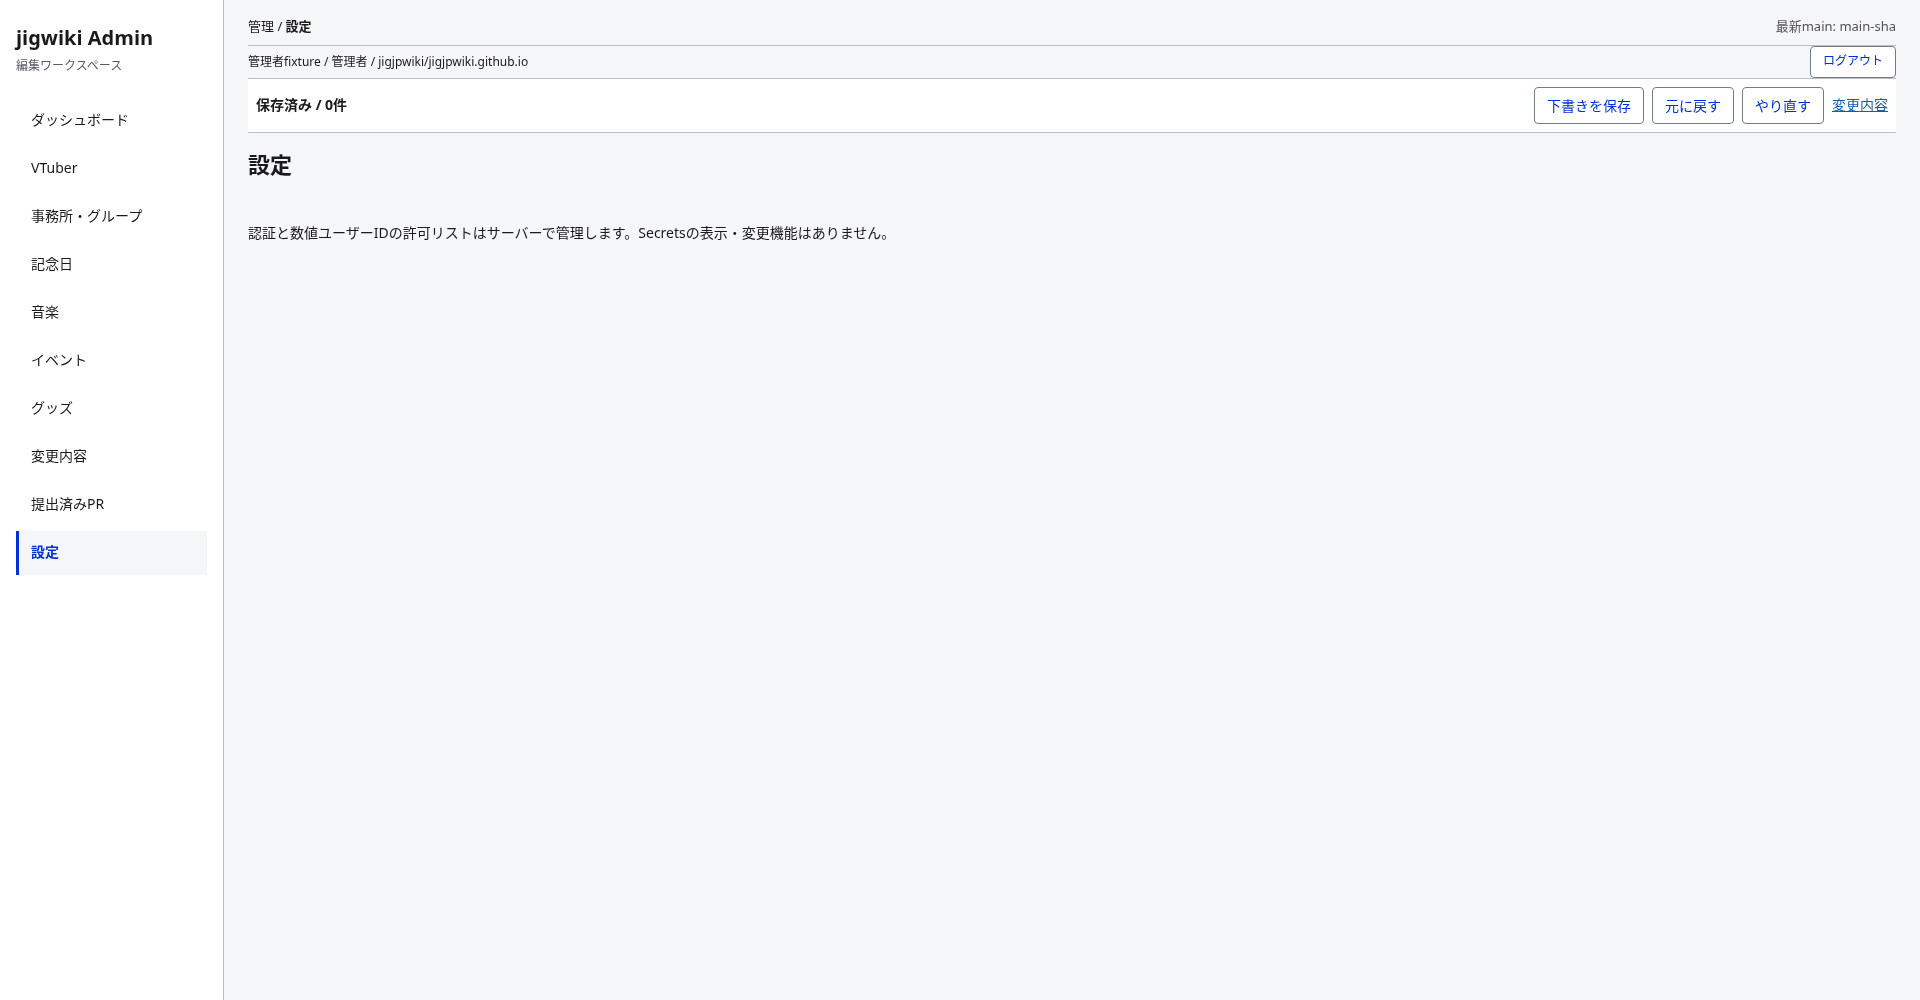 jigwiki Admin
編集ワークスペース
ダッシュボード
VTuber
事務所・グループ
記念日
音楽
イベント
グッズ
変更内容
提出済みPR
設定
管理 / 設定
最新main: main-sha
管理者fixture / 管理者 / jigjpwiki/jigjpwiki.github.io
ログアウト
保存済み / 0件
下書きを保存
元に戻す
やり直す
変更内容
設定
認証と数値ユーザーIDの許可リストはサーバーで管理します。Secretsの表示・変更機能はありません。